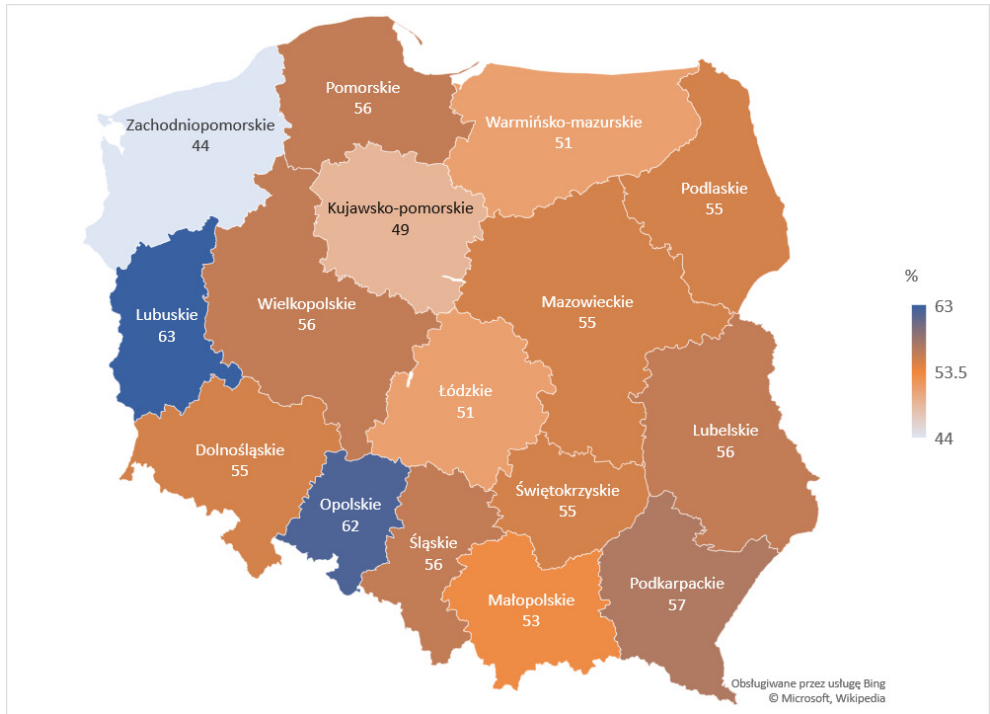 Pomorskie
56
Zachodniopomorskie
44
Warmińsko-mazurskie
51
Podlaskie
55
Kujawsko-pomorskie
49
%
63
53.5
44
Lubuskie
63
Wielkopolskie
56
Mazowieckie
55
Łódzkie
51
Dolnośląskie
55
Lubelskie
56
Opolskie
62
Świętokrzyskie
55
Śląskie
56
Małopolskie
53
Podkarpackie
57
Obsługiwane przez usługę Bing
© Microsoft, Wikipedia